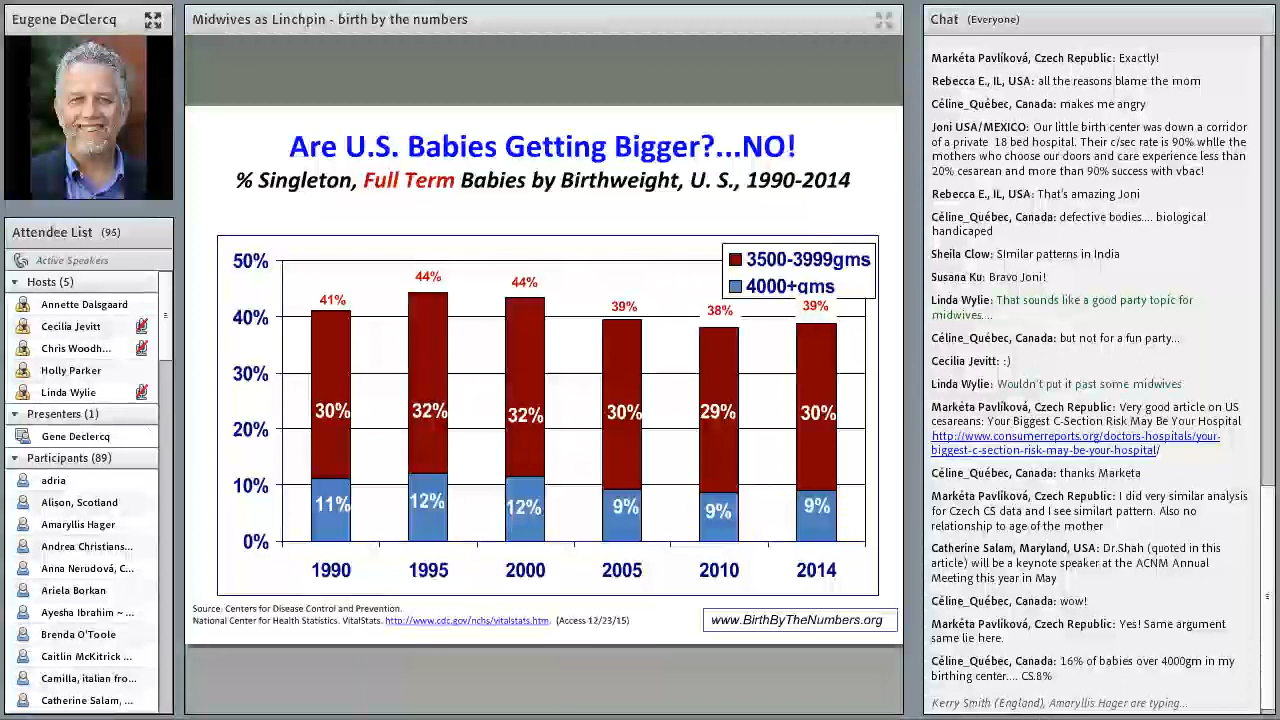 Eugene DeClercq
Midwives as Linchpin - birth by the numbers
Chat (Everyone)
Attendee List (95)
Active Speakers
Hosts (5)
Annette Dalsgaard
Cecilia Jevitt
Chris Woodh...
Holly Parker
Linda Wylie
Presenters (1)
Gene Declercq
Participants (89)
adria
Alison, Scotland
Amaryllis Hager
Andrea Christians...
Anna Nerudová, C...
Ariela Borkan
Ayesha Ibrahim ~ ...
Brenda O'Toole
Caitlin McKitrick ...
Camilla, italian fro...
Catherine Salam, ...
Are U.S. Babies Getting Bigger?...NO!
% Singleton, Full Term Babies by Birthweight, U. S., 1990-2014
3500-3999gms
4000+gms
50%
40%
30%
20%
10%
0%
41%
44%
44%
39%
38%
39%
30%
32%
32%
30%
29%
30%
11%
12%
12%
9%
9%
9%
1990
1995
2000
2005
2010
2014
Source: Centers for Disease Control and Prevention.
National Center for Health Statistics. VitalStats. http://www.cdc.gov/nchs/vitalstats.htm. (Access 12/23/15)
www.BirthByTheNumbers.org
Markéta Pavlíková, Czech Republic: Exactly!
Rebecca E., IL, USA: all the reasons blame the mom
Céline_Québec, Canada: makes me angry
Joni USA/MEXICO: Our little birth center was down a corridor
of a private 18 bed hospital. Their c/sec rate is 90% while the
mothers who choose our doors and care experience less than
20% cesarean and more than 90% success with vbac!
Rebecca E., IL, USA: That's amazing Joni
Céline_Québec, Canada: defective bodies.... biological
handicaped
Sheila Clow: SImilar patterns in India
Susana Ku: Bravo Joni!
Linda Wylie: That sounds like a good party topic for
midwives....
Céline_Québec, Canada: but not for a fun party...
Cecilia Jevitt: :)
Linda Wylie: Wouldn't put it past some midwives
Markéta Pavlíková, Czech Republic: Very good article on US
cesareans: Your Biggest C-Section Risk May Be Your Hospital
http://www.consumerreports.org/doctors-hospitals/your-
biggest-c-section-risk-may-be-your-hospital/
Céline_Québec, Canada: thanks Marketa
Markéta Pavlíková, Czech Republic: I did very similar analysis
for Czech CS data and I see similart pattern. Also no
relationship to age of the mother
Catherine Salam, Maryland, USA: Dr.Shah (quoted in this
article) will be a keynote speaker at the ACNM Annual
Meeting this year in May
Céline_Québec, Canada: wow!
Markéta Pavlíková, Czech Republic: Yes! Same argument
same lie here.
Céline_Québec, Canada: 16% of babies over 4000gm in my
birthing center.... CS.8%
Kerry Smith (England), Amaryllis Hager are typing...